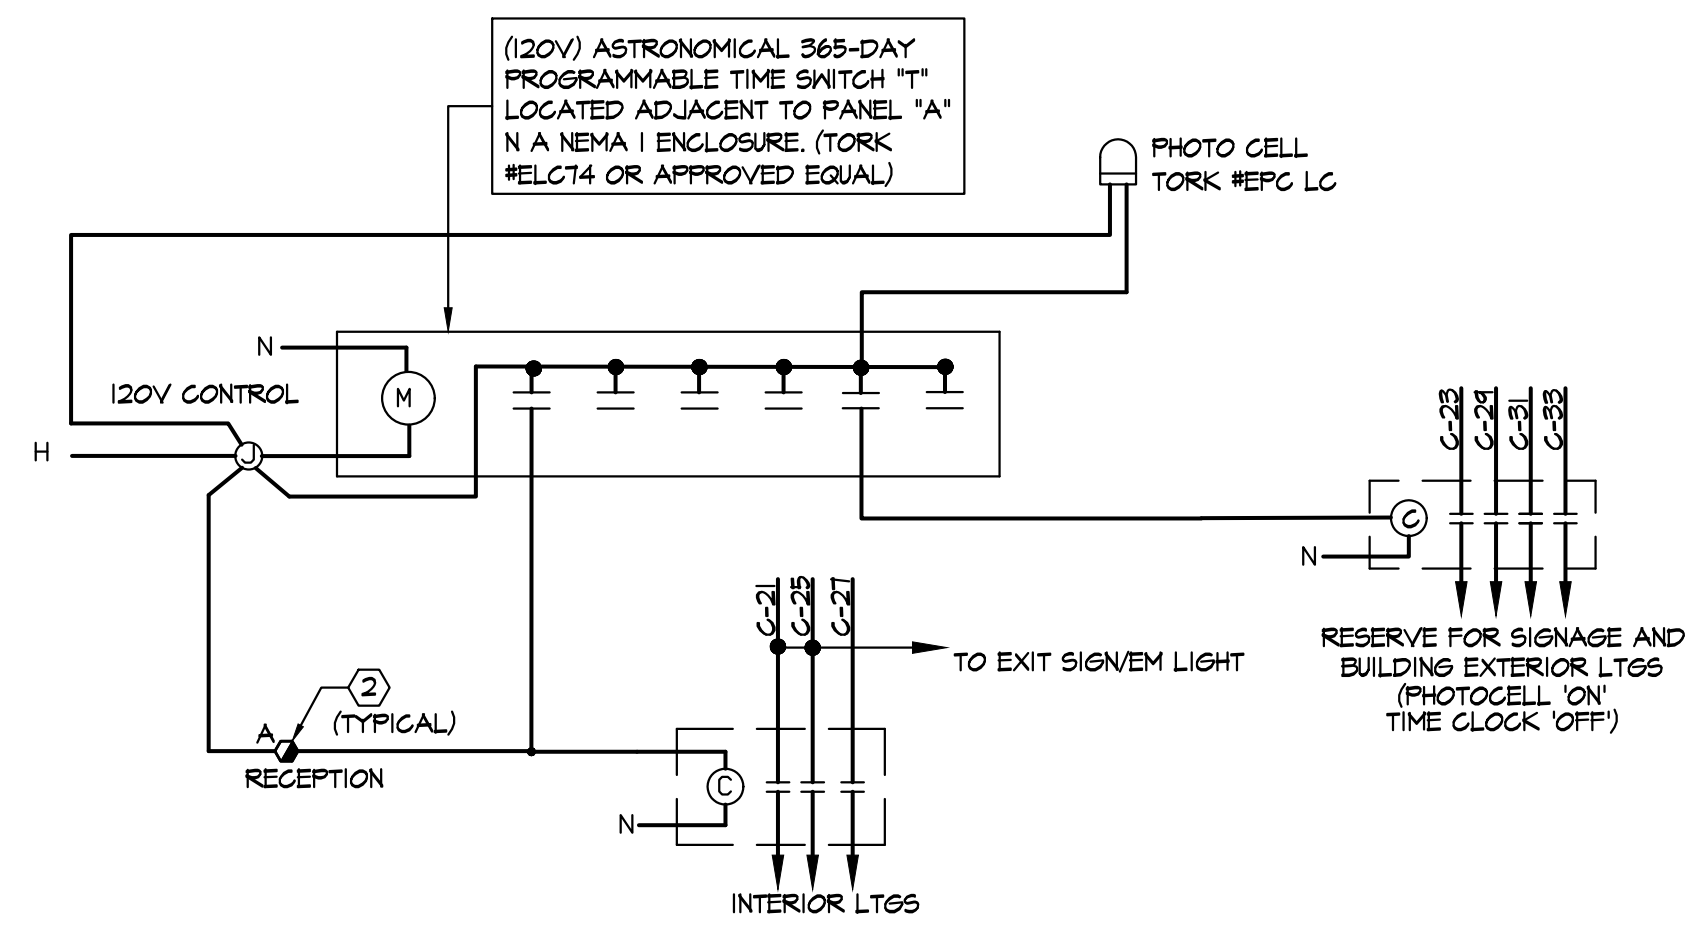 (120V) ASTRONOMICAL 365-DAY
PROGRAMMABLE TIME SWITCH "T"
LOCATED ADJACENT TO PANEL "A"
N A NEMA 1 ENCLOSURE. (TORK
#ELC74 OR APPROVED EQUAL)
PHOTO CELL
TORK #EPC LC
N
M
120V CONTROL
H
J
C-23
C-29
C-31
C-33
C
N
RESERVE FOR SIGNAGE AND
BUILDING EXTERIOR LTGS
(PHOTOCELL 'ON'
TIME CLOCK 'OFF')
C-21
C-25
C-27
TO EXIT SIGN/EM LIGHT
2
(TYPICAL)
A
RECEPTION
C
N
INTERIOR LTGS